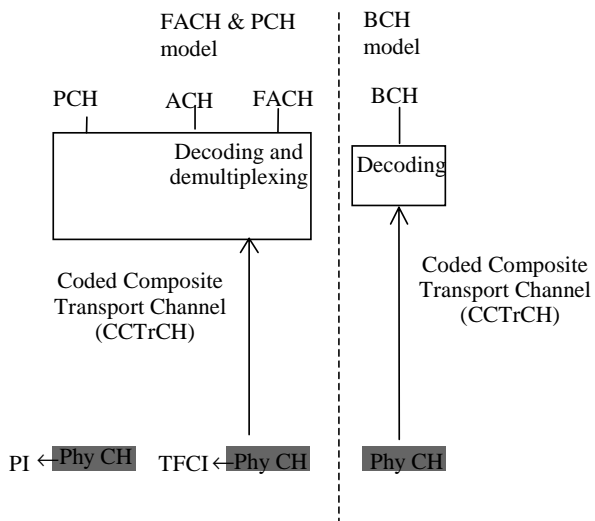 FACH & PCH
model
BCH
model
PCH
ACH
FACH
BCH
Decoding and
demultiplexing
Decoding
Coded Composite
Transport Channel
(CCTrCH)
Coded Composite
Transport Channel
(CCTrCH)
PI ←Phy CH
TFCI←Phy CH
Phy CH